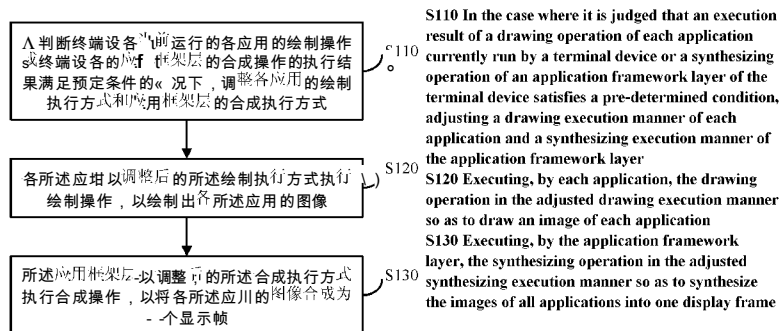 判断终端设备当前运行的各应用的绘制操作
或终端设备的应用框架层的合成操作的执行结
果满足预定条件的情况下，调整各应用的绘制
执行方式和应用框架层的合成执行方式
S110
各所述应用以调整后的所述绘制执行方式执行
绘制操作，以绘制出各所述应用的图像
S120
所述应用框架层以调整后的所述合成执行方式
执行合成操作，以将各所述应用的图像合成为
一个显示帧
S130
S110 In the case where it is judged that an execution
result of a drawing operation of each application
currently run by a terminal device or a synthesizing
operation of an application framework layer of the
terminal device satisfies a pre-determined condition,
adjusting a drawing execution manner of each
application and a synthesizing execution manner of
the application framework layer
S120 Executing, by each application, the drawing
operation in the adjusted drawing execution manner
so as to draw an image of each application
S130 Executing, by the application framework
layer, the synthesizing operation in the adjusted
synthesizing execution manner so as to synthesize
the images of all applications into one display frame